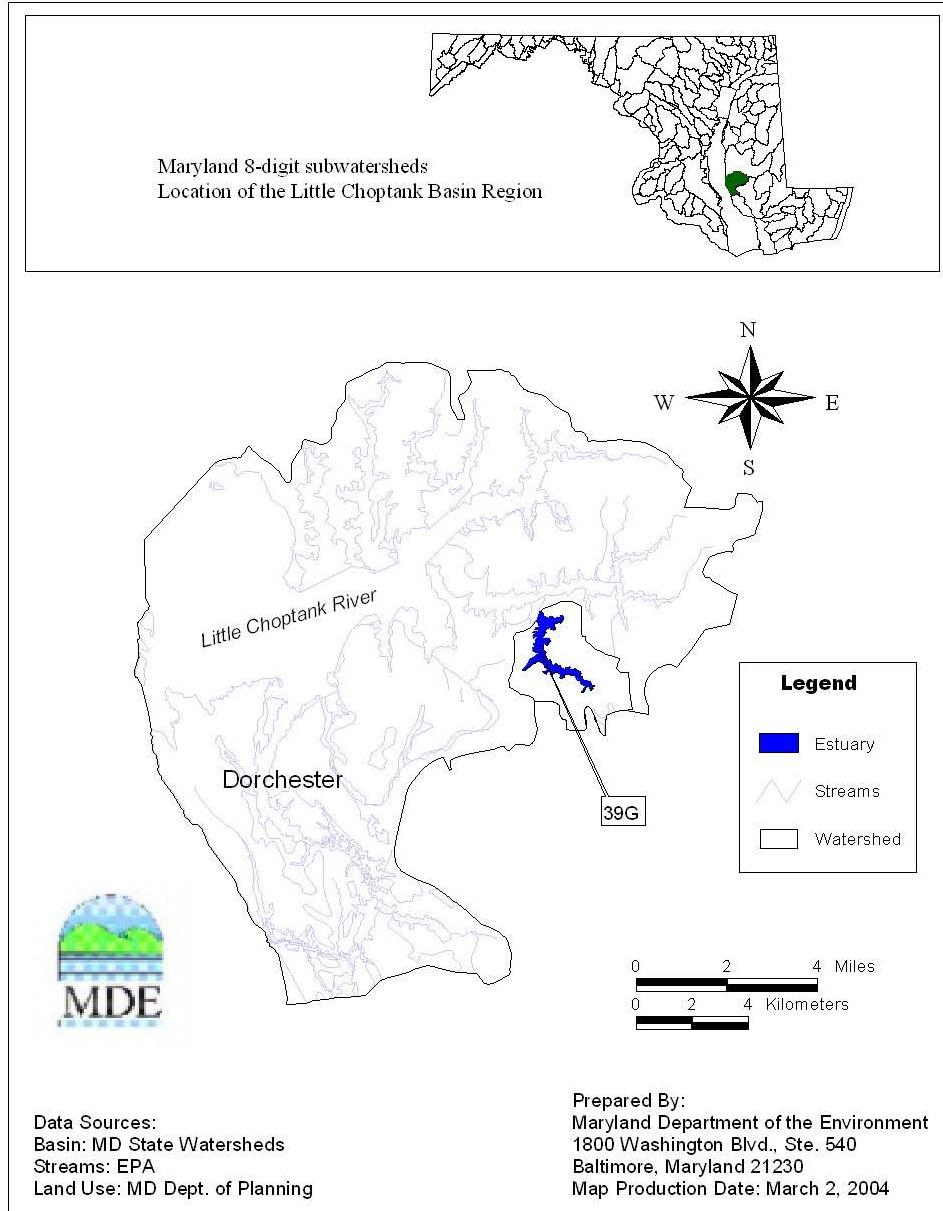 Maryland 8-digit subwatersheds
Location of the Little Choptank Basin Region
N
W E
S
Little Choptank River
Dorchester
39G
Legend
Estuary
Streams
Watershed
MDE
0 2 4 Miles
0 2 4 Kilometers
Data Sources:
Basin: MD State Watersheds
Streams: EPA
Land Use: MD Dept. of Planning
Prepared By:
Maryland Department of the Environment
1800 Washington Blvd., Ste. 540
Baltimore, Maryland 21230
Map Production Date: March 2, 2004